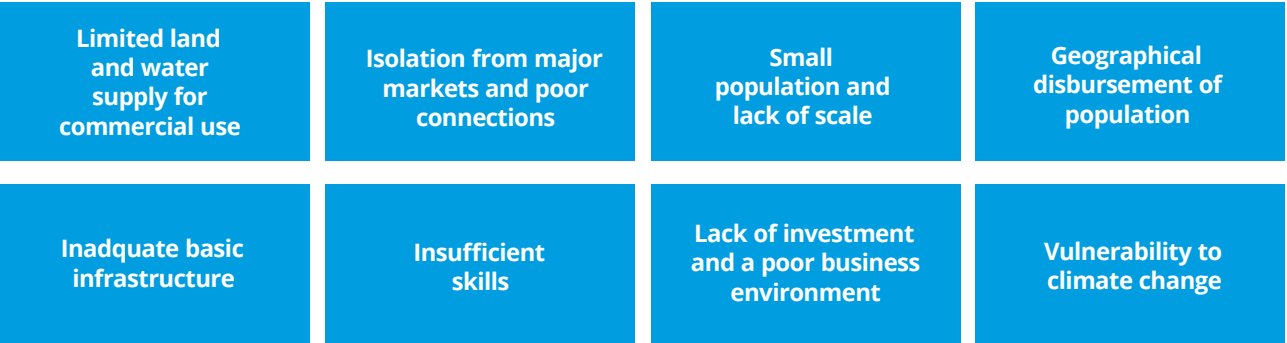 Limited land
and water
supply for
commercial use
Isolation from major
markets and poor
connections
Small
population and
lack of scale
Geographical
disbursement of
population
Inadquate basic
infrastructure
Insufficient
skills
Lack of investment
and a poor business
environment
Vulnerability to
climate change